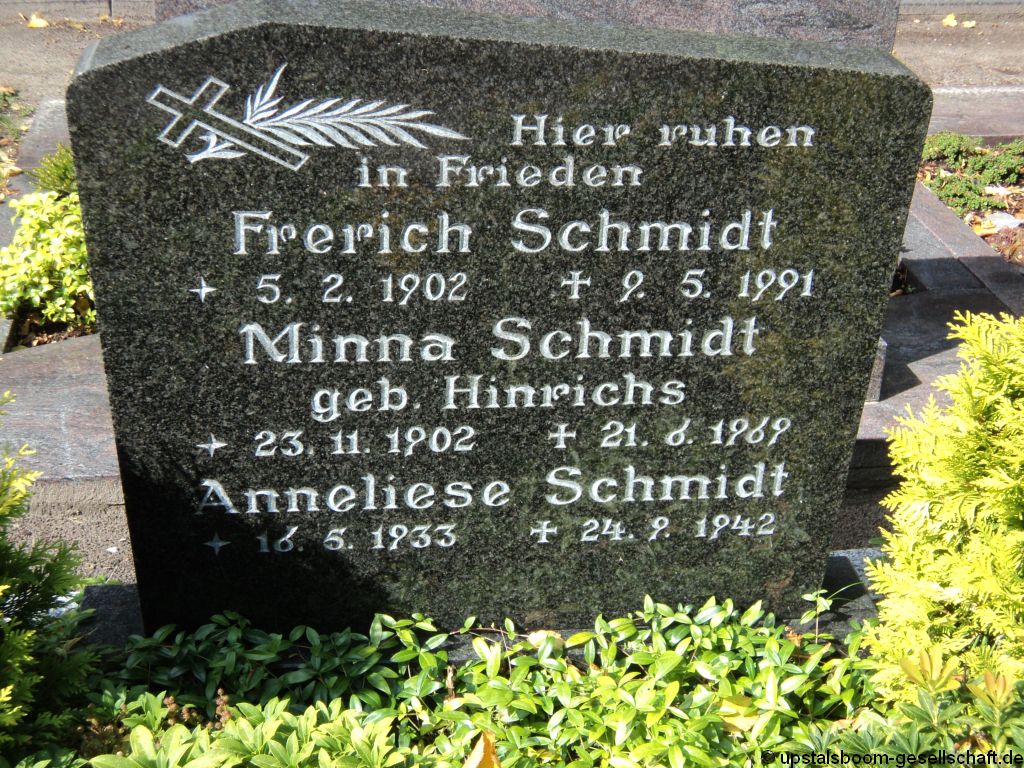 Hier ruhen
in Frieden
Frerich Schmidt
5. 2. 1902 9. 5. 1991
Minna Schmidt
geb. Hinrichs
23. 11. 1902 21. 6. 1969
Anneliese Schmidt
16. 5. 1933 24. 9. 1942
© upstalsboom-gesellschaft.de